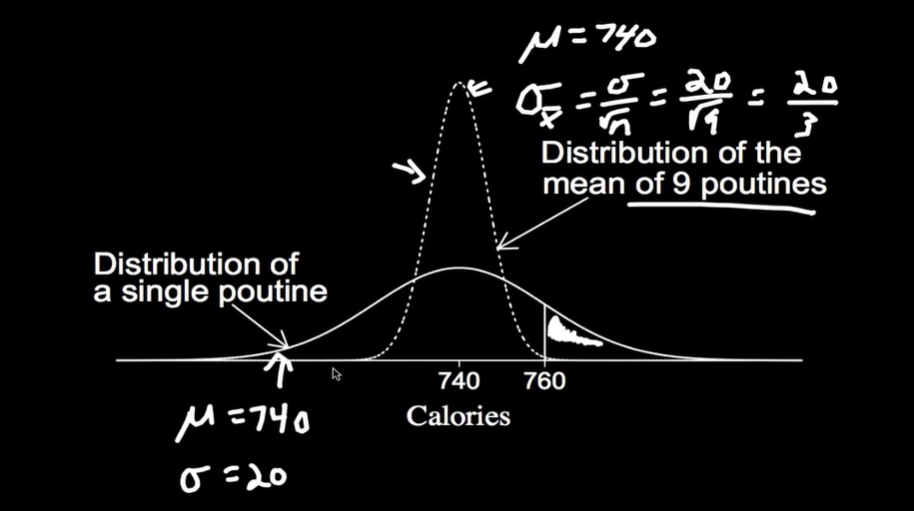 μ = 740
σx̄ = σ/√n = 20/√9 = 20/3
Distribution of the
mean of 9 poutines
Distribution of
a single poutine
740 760
Calories
μ = 740
σ = 20